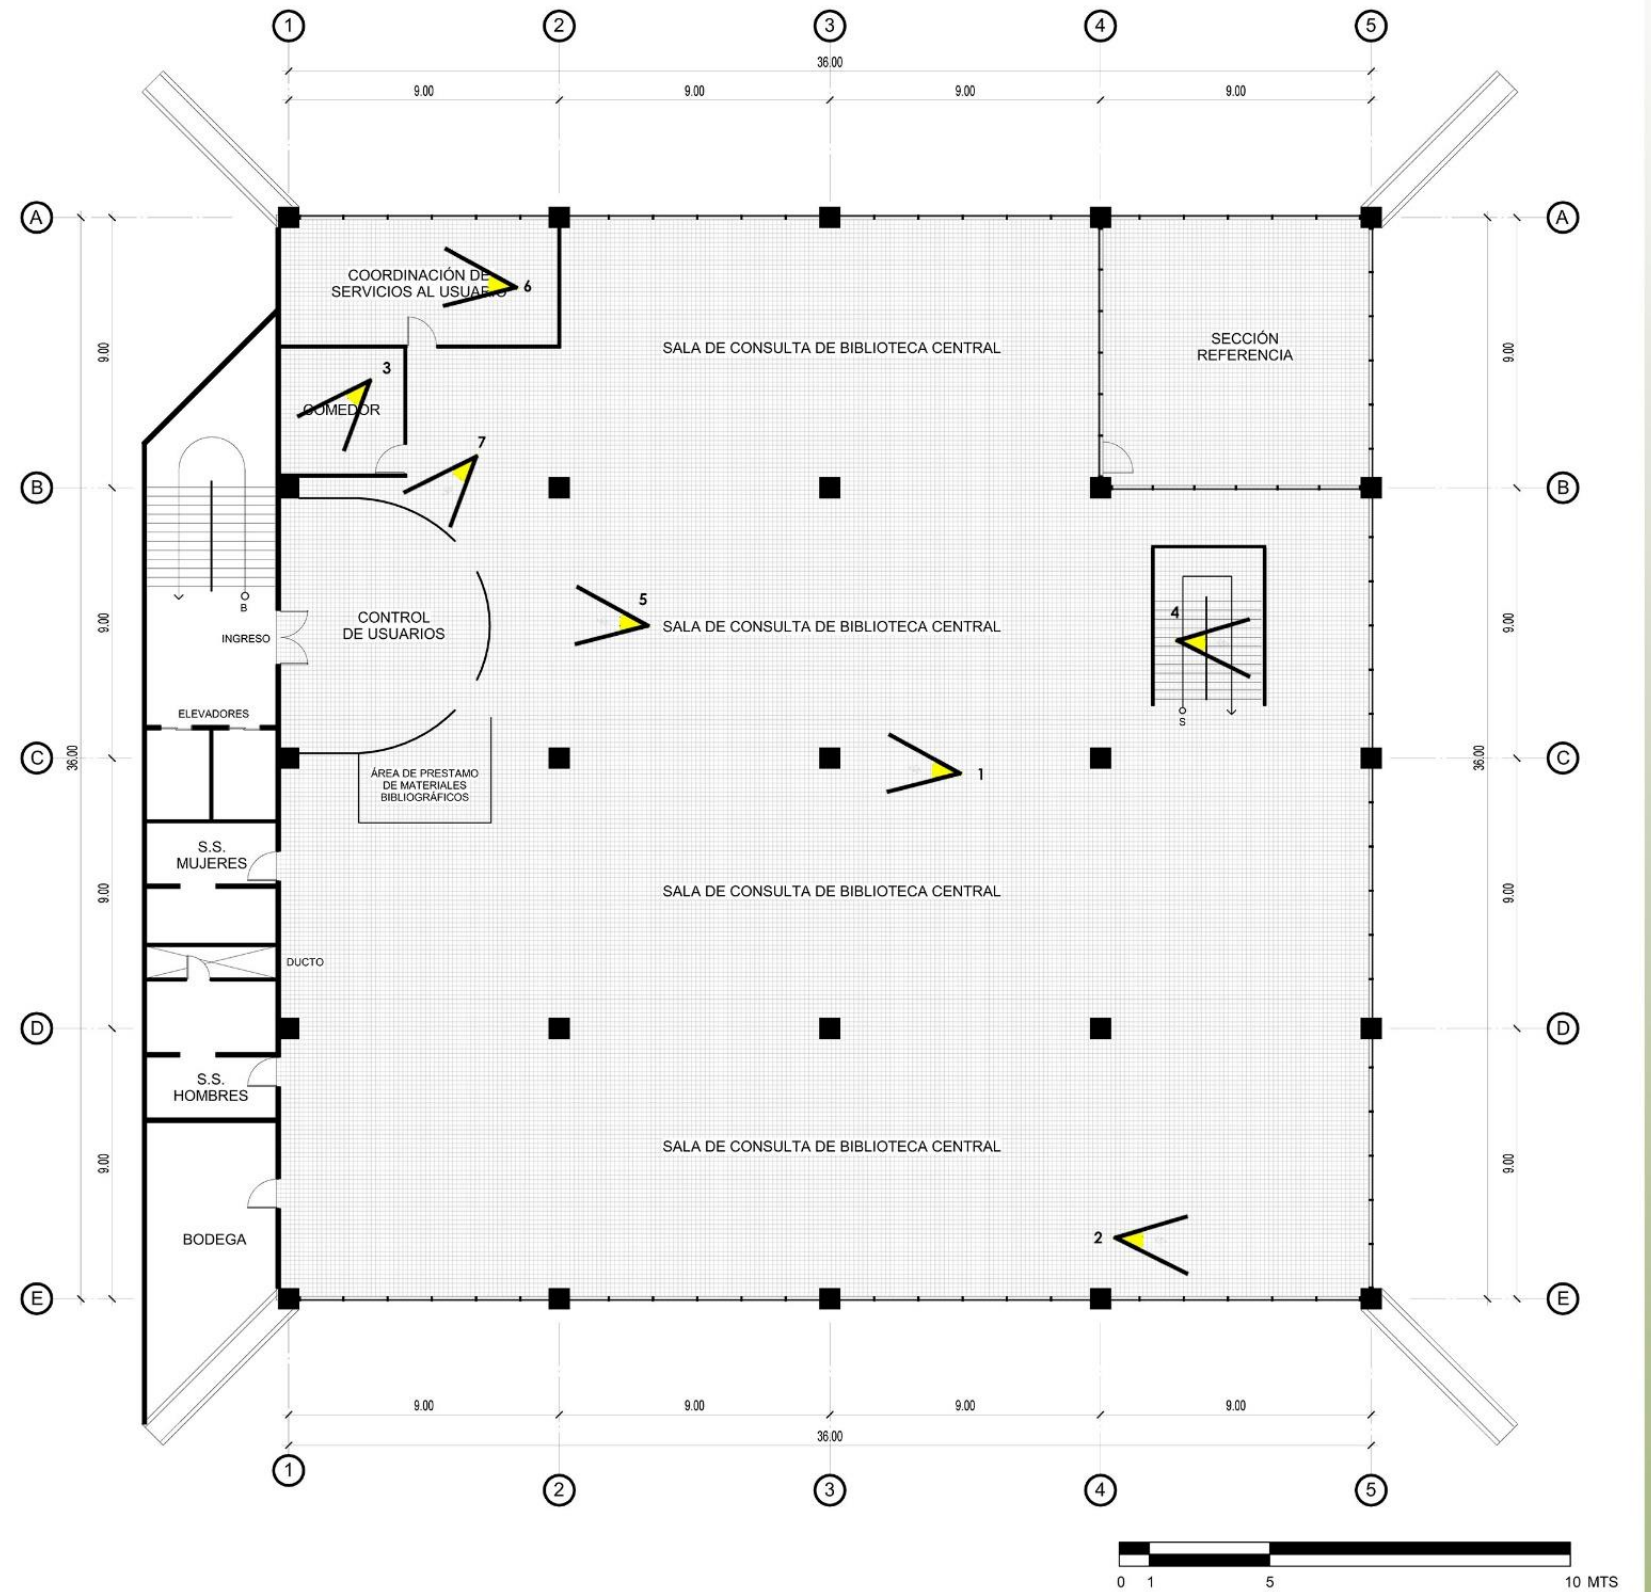 1 2 3 4 5
36.00
9.00 9.00 9.00 9.00
A A
COORDINACIÓN DE
SERVICIOS AL USUARIO
6
SALA DE CONSULTA DE BIBLIOTECA CENTRAL
SECCIÓN
REFERENCIA
9.00 9.00
3
COMEDOR
7
B B
5
CONTROL
DE USUARIOS
SALA DE CONSULTA DE BIBLIOTECA CENTRAL
4
9.00 9.00
B
INGRESO
ELEVADORES
S
C C
36.00 36.00
1
ÁREA DE PRESTAMO
DE MATERIALES
BIBLIOGRÁFICOS
S.S.
MUJERES
SALA DE CONSULTA DE BIBLIOTECA CENTRAL
9.00 9.00
DUCTO
D D
S.S.
HOMBRES
SALA DE CONSULTA DE BIBLIOTECA CENTRAL
9.00 9.00
BODEGA
2
E E
9.00 9.00 9.00 9.00
36.00
1 2 3 4 5
0 1 5 10 MTS